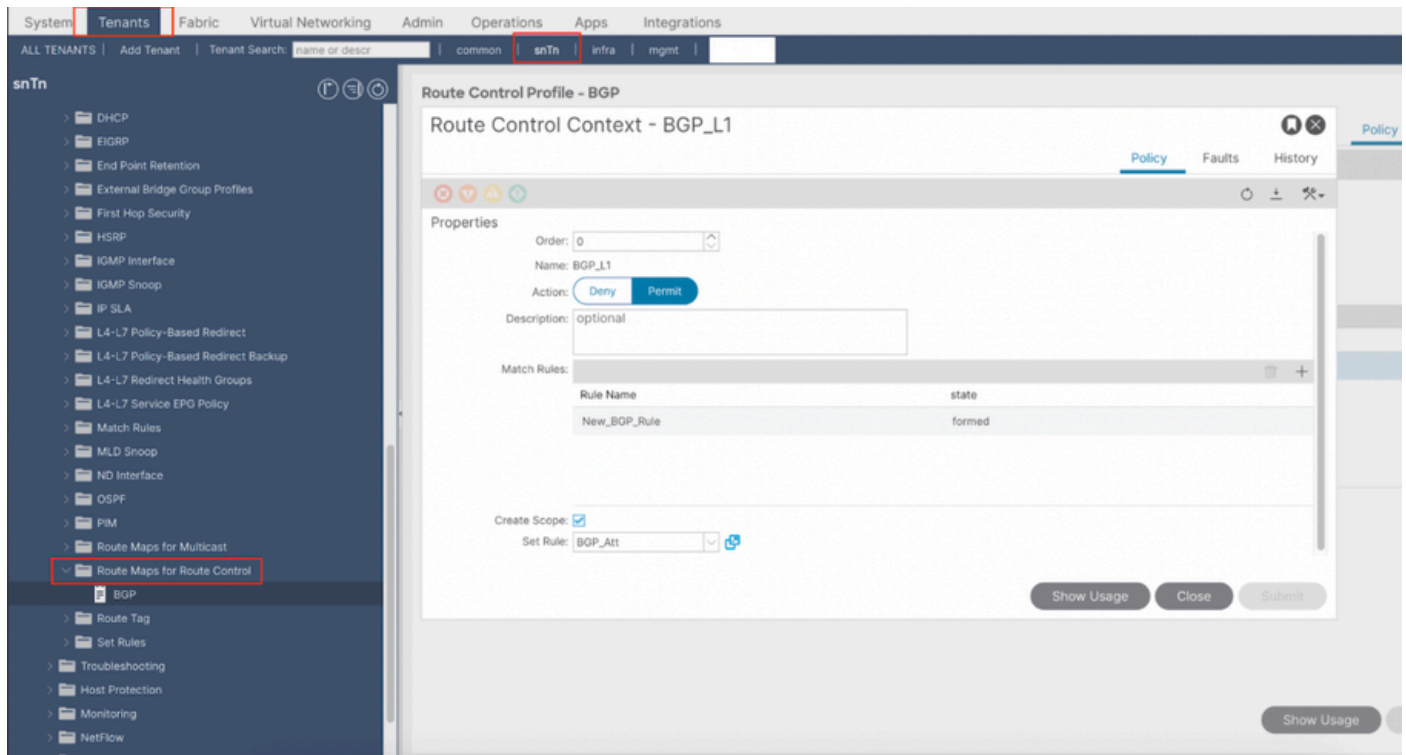 System Tenants Fabric Virtual Networking Admin Operations Apps Integrations
ALL TENANTS | Add Tenant | Tenant Search: name or descr | common | snTn | infra | mgmt |
snTn
DHCP
EIGRP
End Point Retention
External Bridge Group Profiles
First Hop Security
HSRP
IGMP Interface
IGMP Snoop
IP SLA
L4-L7 Policy-Based Redirect
L4-L7 Policy-Based Redirect Backup
L4-L7 Redirect Health Groups
L4-L7 Service EPG Policy
Match Rules
MLD Snoop
ND Interface
OSPF
PIM
Route Maps for Multicast
Route Maps for Route Control
BGP
Route Tag
Set Rules
Troubleshooting
Host Protection
Monitoring
NetFlow
Route Control Profile - BGP
Route Control Context - BGP_L1
Policy
Policy Faults History
Properties
Order: 0
Name: BGP_L1
Action: Deny Permit
Description: optional
Match Rules:
Rule Name state
New_BGP_Rule formed
Create Scope:
Set Rule: BGP_Att
Show Usage Close Submit
Show Usage